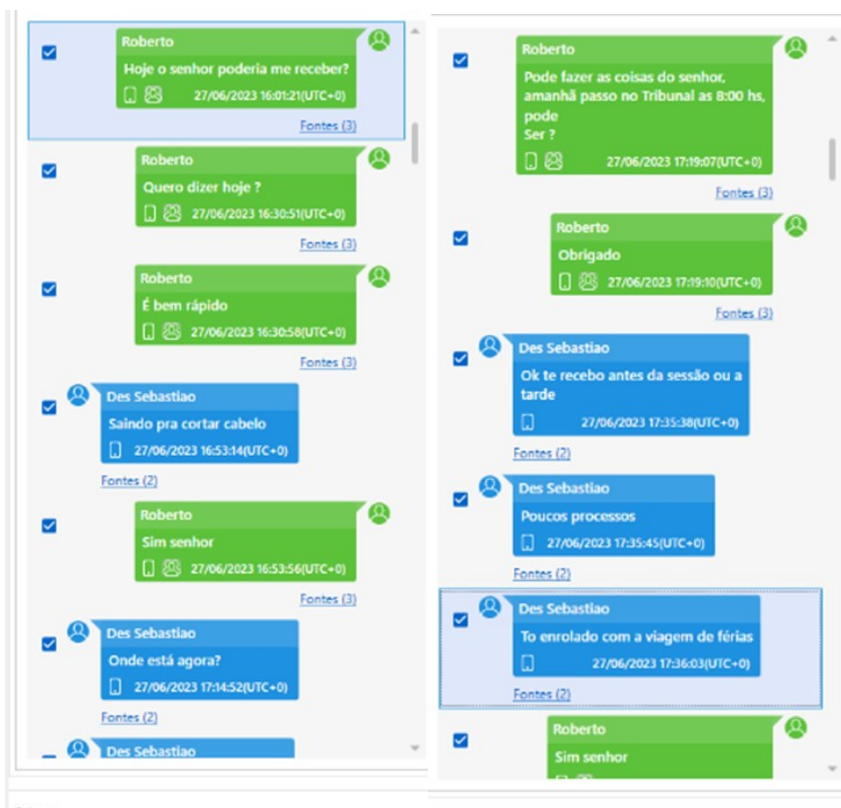 Roberto
Hoje o senhor poderia me receber?
27/06/2023 16:01:21(UTC+0)
Fontes (3)
Roberto
Quero dizer hoje ?
27/06/2023 16:30:51(UTC+0)
Fontes (3)
Roberto
É bem rápido
27/06/2023 16:30:58(UTC+0)
Fontes (3)
Des Sebastiao
Saindo pra cortar cabelo
27/06/2023 16:53:14(UTC+0)
Fontes (2)
Roberto
Sim senhor
27/06/2023 16:53:56(UTC+0)
Fontes (3)
Des Sebastiao
Onde está agora?
27/06/2023 17:14:52(UTC+0)
Fontes (2)
Des Sebastiao
Roberto
Pode fazer as coisas do senhor,
amanhã passo no Tribunal as 8:00 hs,
pode
Ser ?
27/06/2023 17:19:07(UTC+0)
Fontes (3)
Roberto
Obrigado
27/06/2023 17:19:10(UTC+0)
Fontes (3)
Des Sebastiao
Ok te recebo antes da sessão ou a
tarde
27/06/2023 17:35:38(UTC+0)
Fontes (2)
Des Sebastiao
Poucos processos
27/06/2023 17:35:45(UTC+0)
Fontes (2)
Des Sebastiao
To enrolado com a viagem de férias
27/06/2023 17:36:03(UTC+0)
Fontes (2)
Roberto
Sim senhor